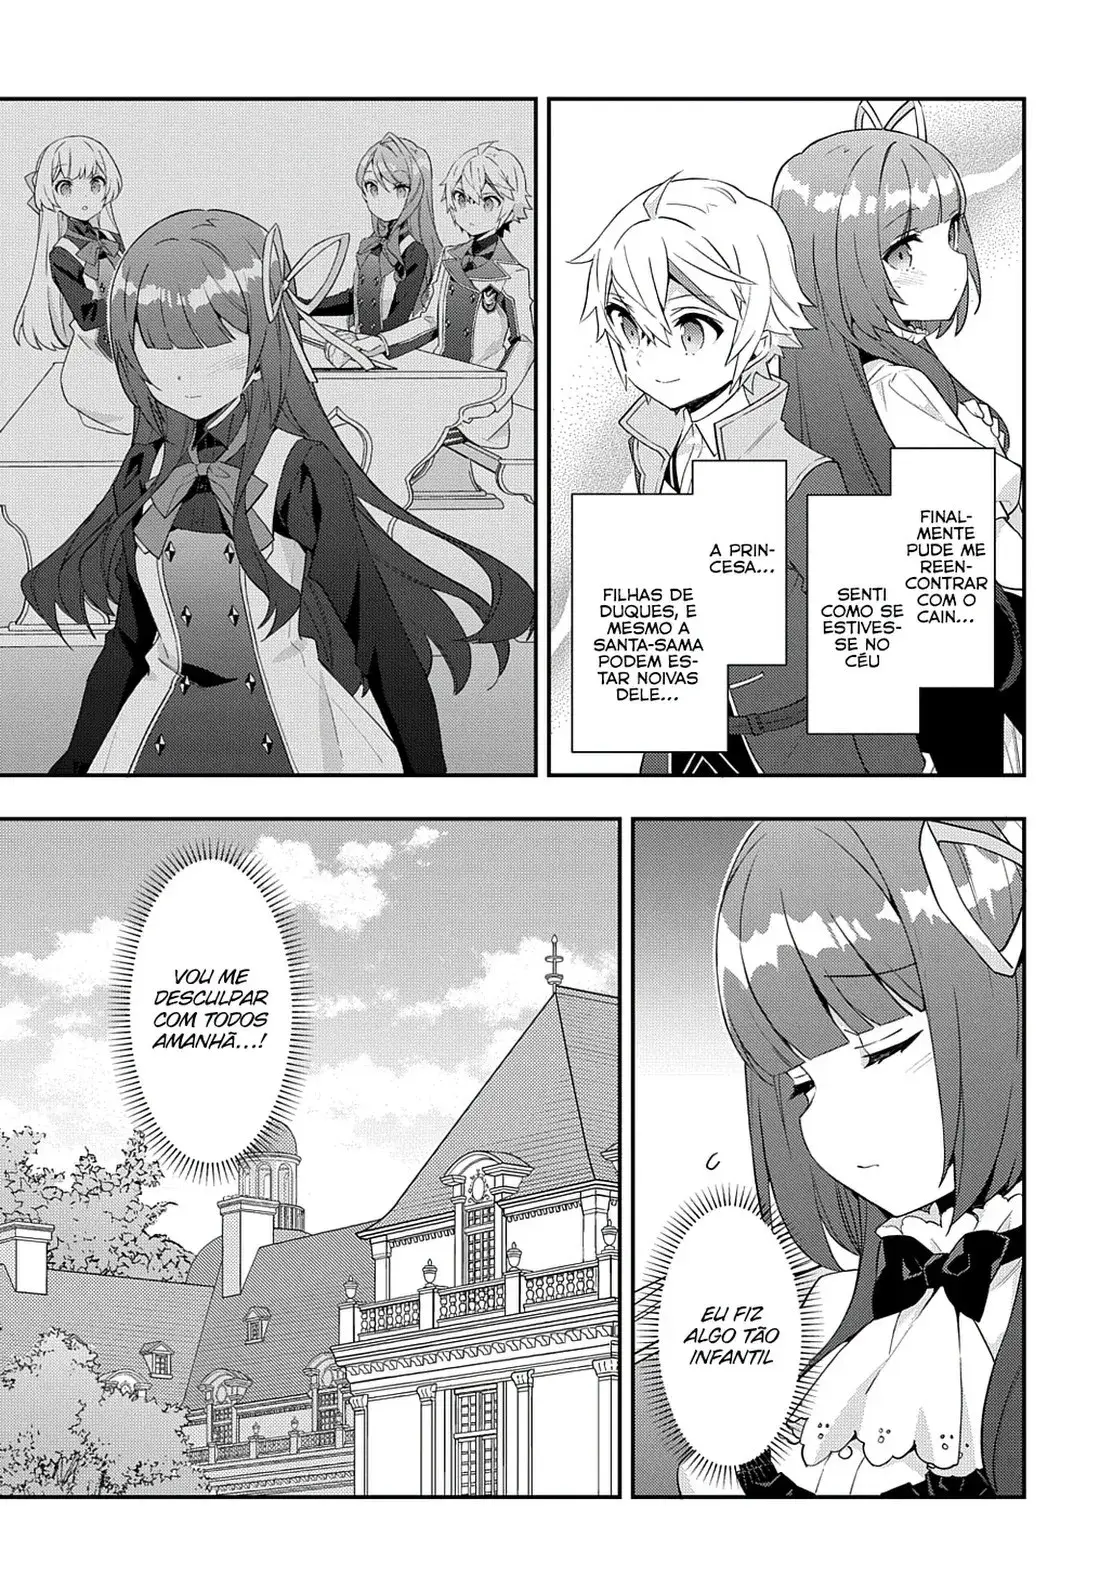 FINAL-
MENTE
PUDE ME
REEN-
CONTRAR
COM O
CAIN...
SENTI
COMO SE
ESTIVES-
SE NO
CÉU
A PRIN-
CESA...
FILHAS DE
DUQUES, E
MESMO A
SANTA-SAMA
PODEM ES-
TAR NOIVAS
DELE...
EU FIZ
ALGO TÃO
INFANTIL
VOU ME
DESCULPAR
COM TODOS
AMANHÃ...!